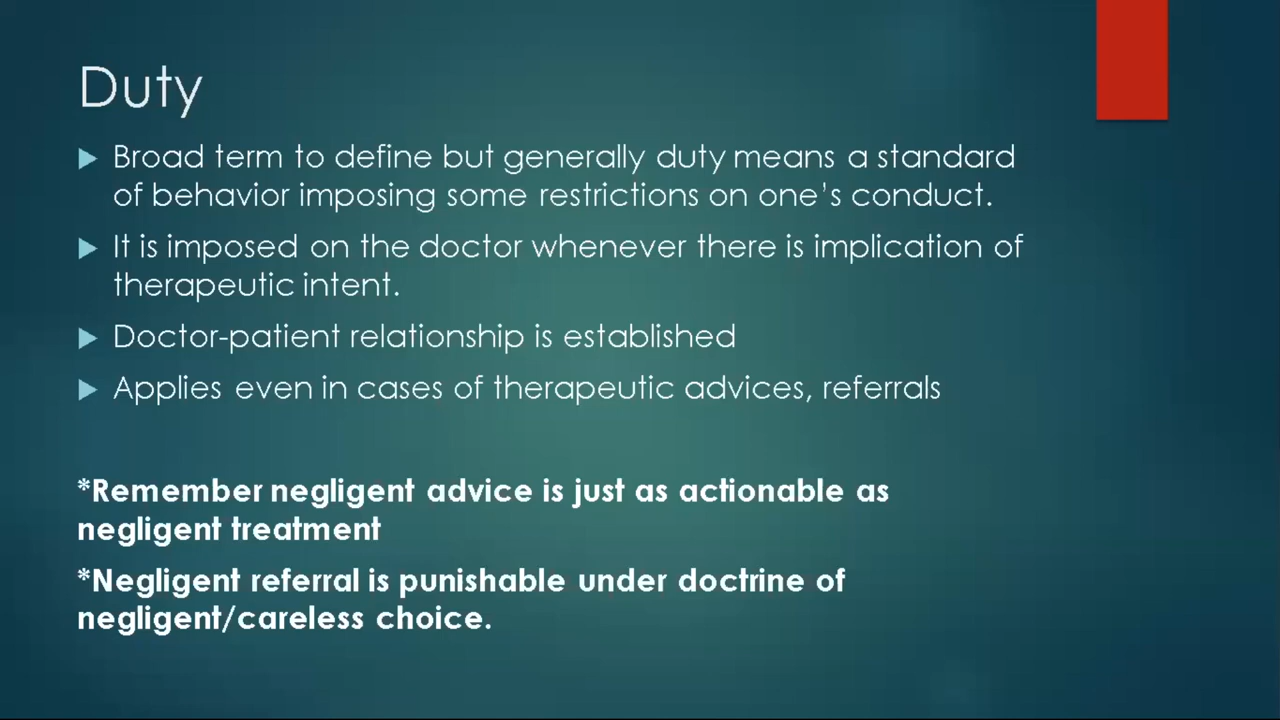 Duty
Broad term to define but generally duty means a standard
of behavior imposing some restrictions on one's conduct.
It is imposed on the doctor whenever there is implication of
therapeutic intent.
Doctor-patient relationship is established
Applies even in cases of therapeutic advices, referrals
*Remember negligent advice is just as actionable as
negligent treatment
*Negligent referral is punishable under doctrine of
negligent/careless choice.